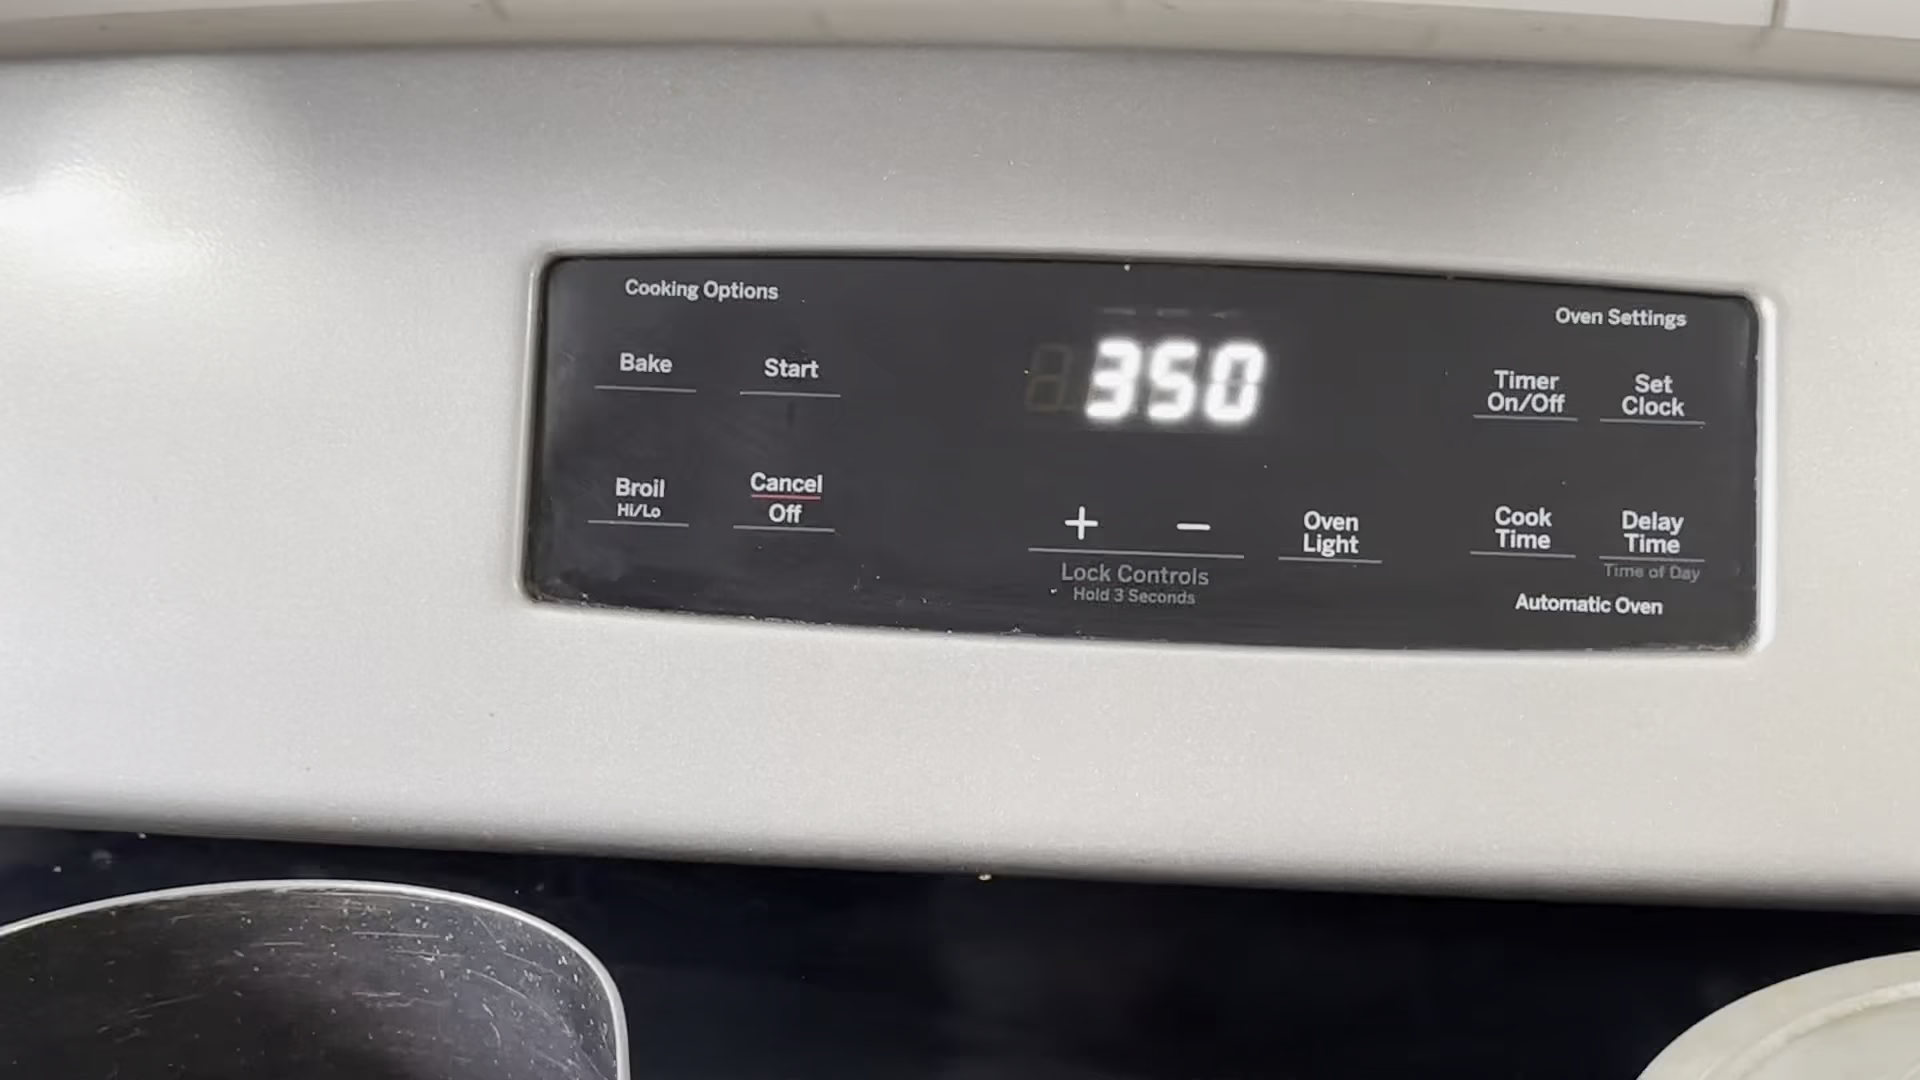 Cooking Options
Oven Settings
350
Bake
Start
Timer
On/Off
Set
Clock
Broil
Hi/Lo
Cancel
Off
+
−
Oven
Light
Cook
Time
Delay
Time
Time of Day
Lock Controls
Hold 3 Seconds
Automatic Oven